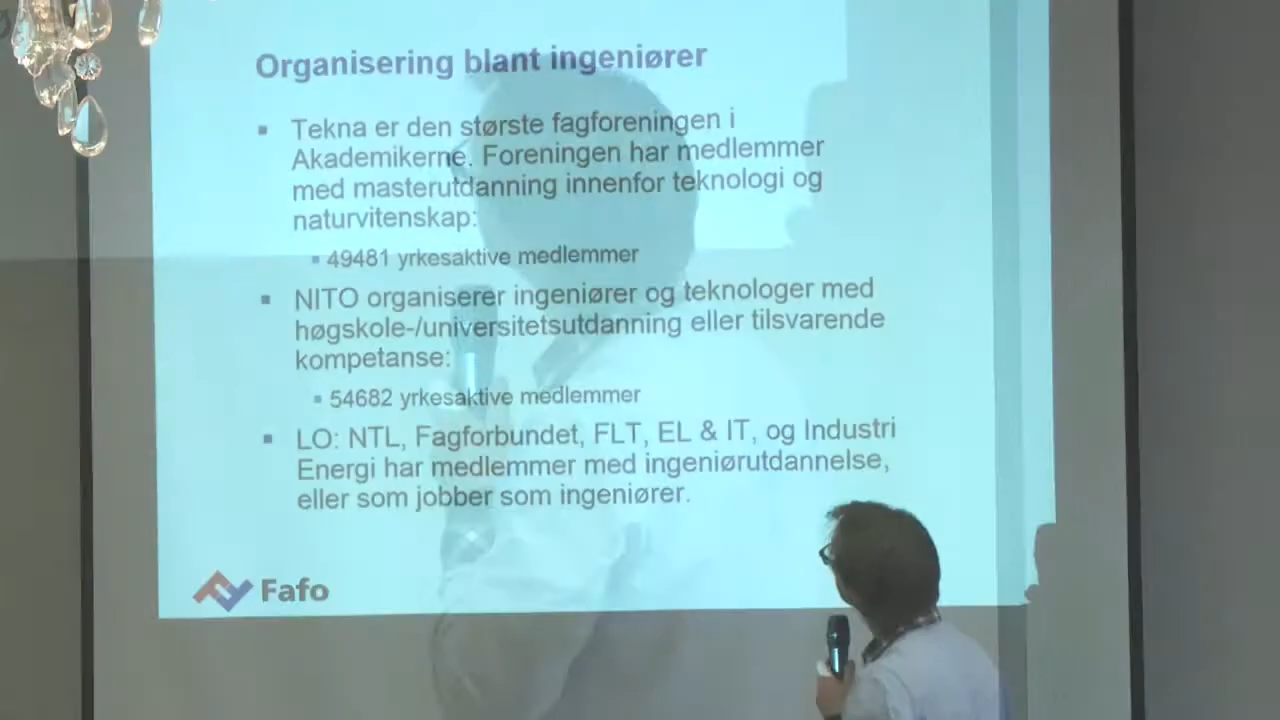 Organisering blant ingeniører
▪ Tekna er den største fagforeningen i
Akademikerne. Foreningen har medlemmer
med masterutdanning innenfor teknologi og
naturvitenskap:
▪ 49481 yrkesaktive medlemmer
▪ NITO organiserer ingeniører og teknologer med
høgskole-/universitetsutdanning eller tilsvarende
kompetanse:
▪ 54682 yrkesaktive medlemmer
▪ LO: NTL, Fagforbundet, FLT, EL & IT, og Industri
Energi har medlemmer med ingeniørutdannelse,
eller som jobber som ingeniører.
Fafo